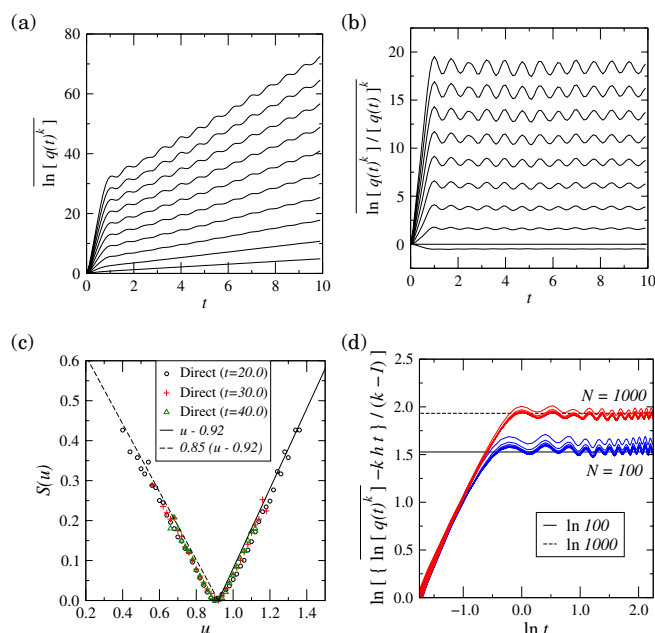 (a)
80
60
40
20
0
ln [ q(t)^k ]
0 2 4 6 8 10
t
(b)
20
15
10
5
0
ln [ q(t)^k ] / [ q(t) ]^k
0 2 4 6 8 10
t
(c)
0.6
0.5
0.4
0.3
0.2
0.1
0.0
S(u)
Direct (t=20.0)
Direct (t=30.0)
Direct (t=40.0)
u - 0.92
0.85 (u - 0.92)
0.2 0.4 0.6 0.8 1.0 1.2 1.4
u
(d)
2.5
2.0
1.5
1.0
0.5
0.0
ln [ { ln [ q(t)^k ] -k h t } / (k-1) ]
N = 1000
N = 100
ln 100
ln 1000
-1.0 0.0 1.0 2.0
ln t